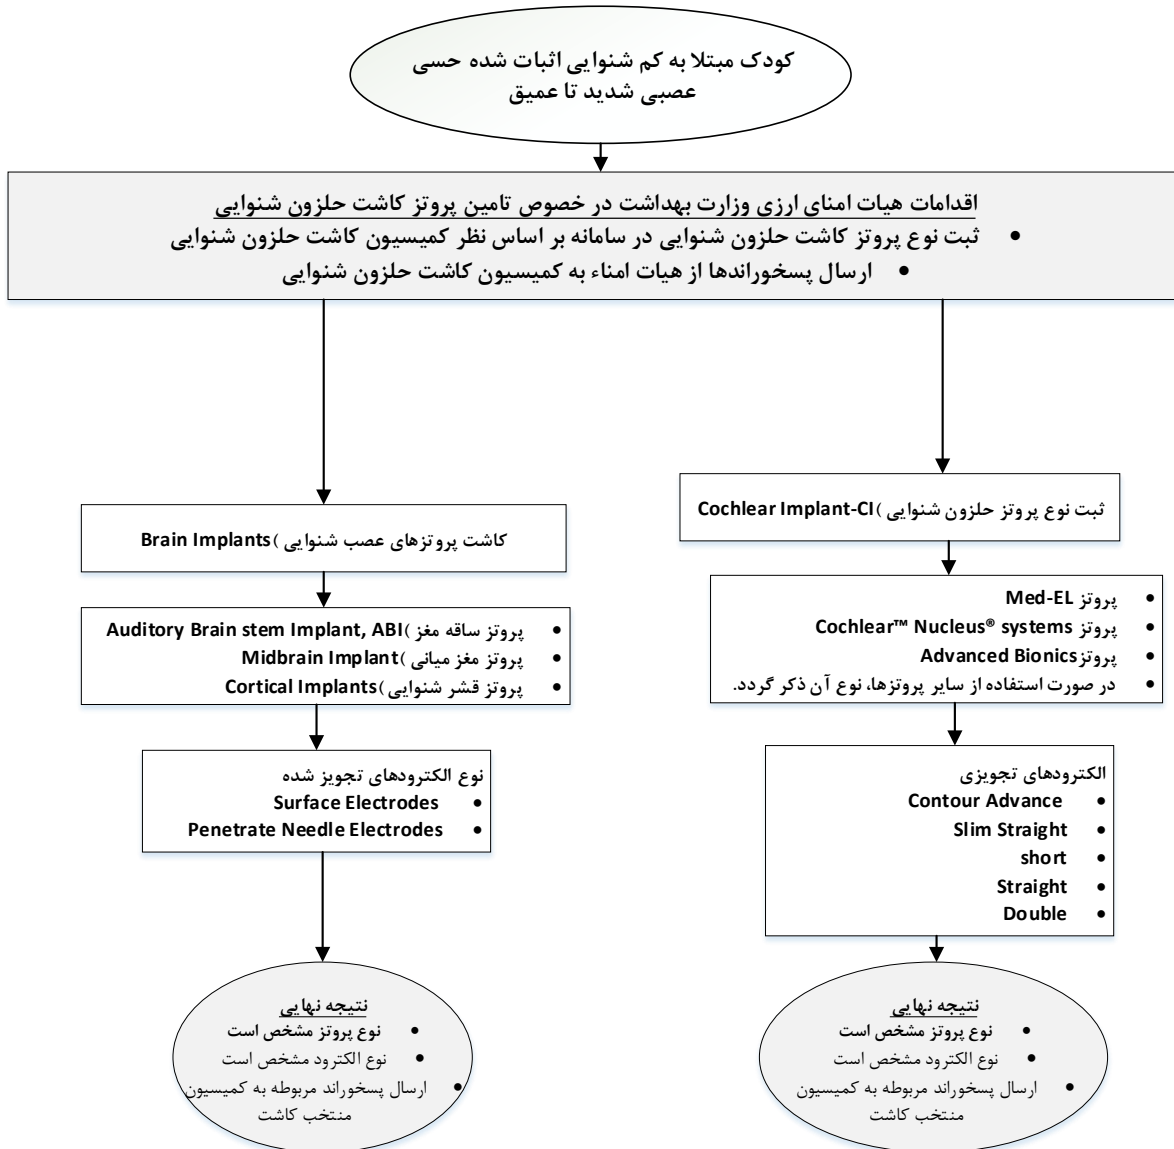 کودک مبتلا به کم شنوایی اثبات شده حسی
عصبی شدید تا عمیق
اقدامات هیات امنای ارزی وزارت بهداشت در خصوص تامین پروتز کاشت حلزون شنوایی
• ثبت نوع پروتز کاشت حلزون شنوایی در سامانه بر اساس نظر کمیسیون کاشت حلزون شنوایی
• ارسال پسخوراندها از هیات امناء به کمیسیون کاشت حلزون شنوایی
ثبت نوع پروتز حلزون شنوایی )Cochlear Implant-CI
• پروتز Med-EL
• پروتز Cochlear™ Nucleus® systems
• پروتزAdvanced Bionics
• در صورت استفاده از سایر پروتزها، نوع آن ذکر گردد.
الکترودهای تجویزی
• Contour Advance
• Slim Straight
• short
• Straight
• Double
نتیجه نهایی
• نوع پروتز مشخص است
• نوع الکترود مشخص است
• ارسال پسخوراند مربوطه به کمیسیون
منتخب کاشت
کاشت پروتزهای عصب شنوایی )Brain Implants
• پروتز ساقه مغز )Auditory Brain stem Implant, ABI
• پروتز مغز میانی )Midbrain Implant
• پروتز قشر شنوایی )Cortical Implants
نوع الکترودهای تجویز شده
• Surface Electrodes
• Penetrate Needle Electrodes
نتیجه نهایی
• نوع پروتز مشخص است
• نوع الکترود مشخص است
• ارسال پسخوراند مربوطه به کمیسیون
منتخب کاشت